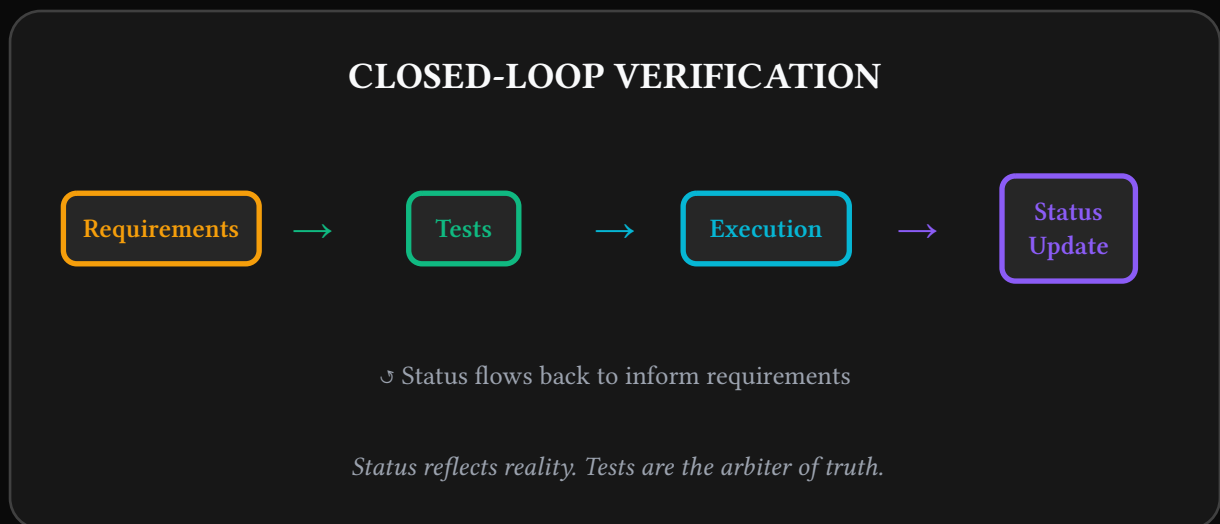 CLOSED-LOOP VERIFICATION
Requirements → Tests → Execution → Status
Update
↺ Status flows back to inform requirements
Status reflects reality. Tests are the arbiter of truth.